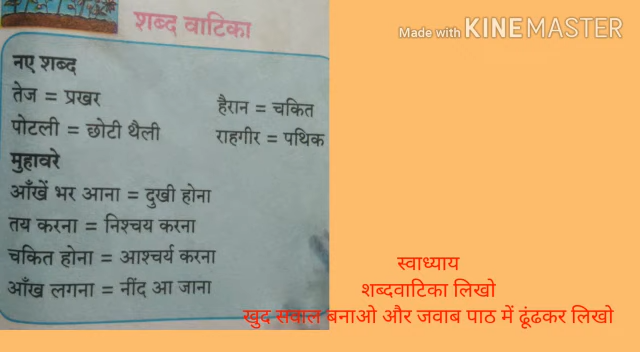 शब्द वाटिका
Made with KINEMASTER
नए शब्द
तेज = प्रखर
हैरान = चकित
पोटली = छोटी थैली
राहगीर = पथिक
मुहावरे
आँखें भर आना = दुखी होना
तय करना = निश्चय करना
चकित होना = आश्चर्य करना
आँख लगना = नींद आ जाना
स्वाध्याय
शब्दवाटिका लिखो
खुद सवाल बनाओ और जवाब पाठ में ढूंढकर लिखो